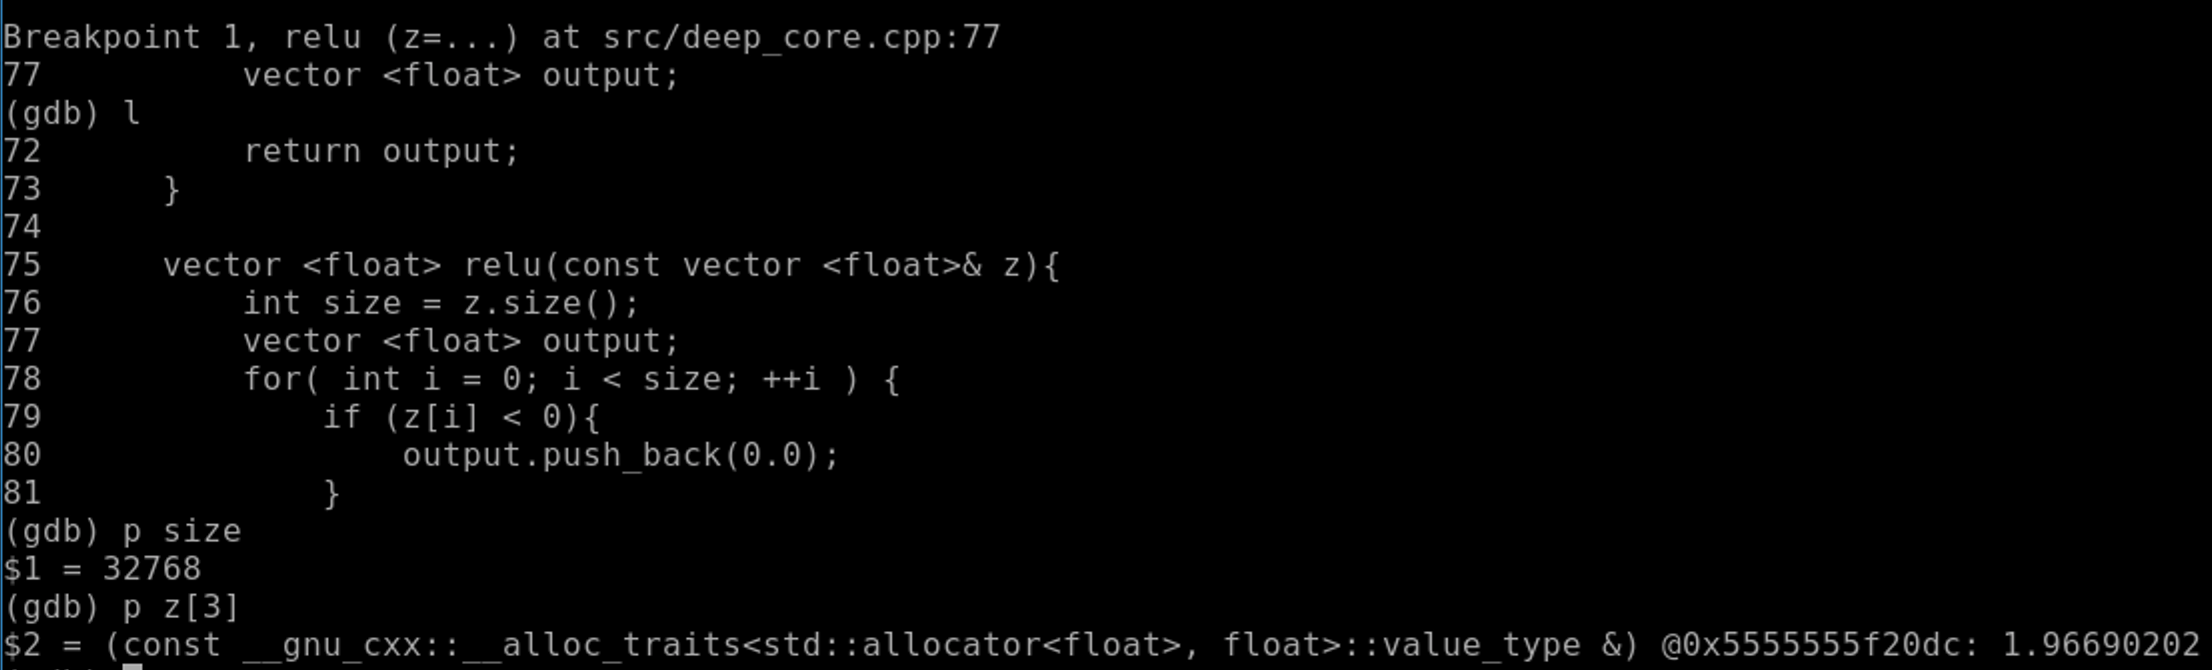 Breakpoint 1, relu (z=...) at src/deep_core.cpp:77
77          vector <float> output;
(gdb) l
72          return output;
73      }
74
75      vector <float> relu(const vector <float>& z){
76          int size = z.size();
77          vector <float> output;
78          for( int i = 0; i < size; ++i ) {
79              if (z[i] < 0){
80                  output.push_back(0.0);
81              }
(gdb) p size
$1 = 32768
(gdb) p z[3]
$2 = (const __gnu_cxx::__alloc_traits<std::allocator<float>, float>::value_type &) @0x5555555f20dc: 1.96690202